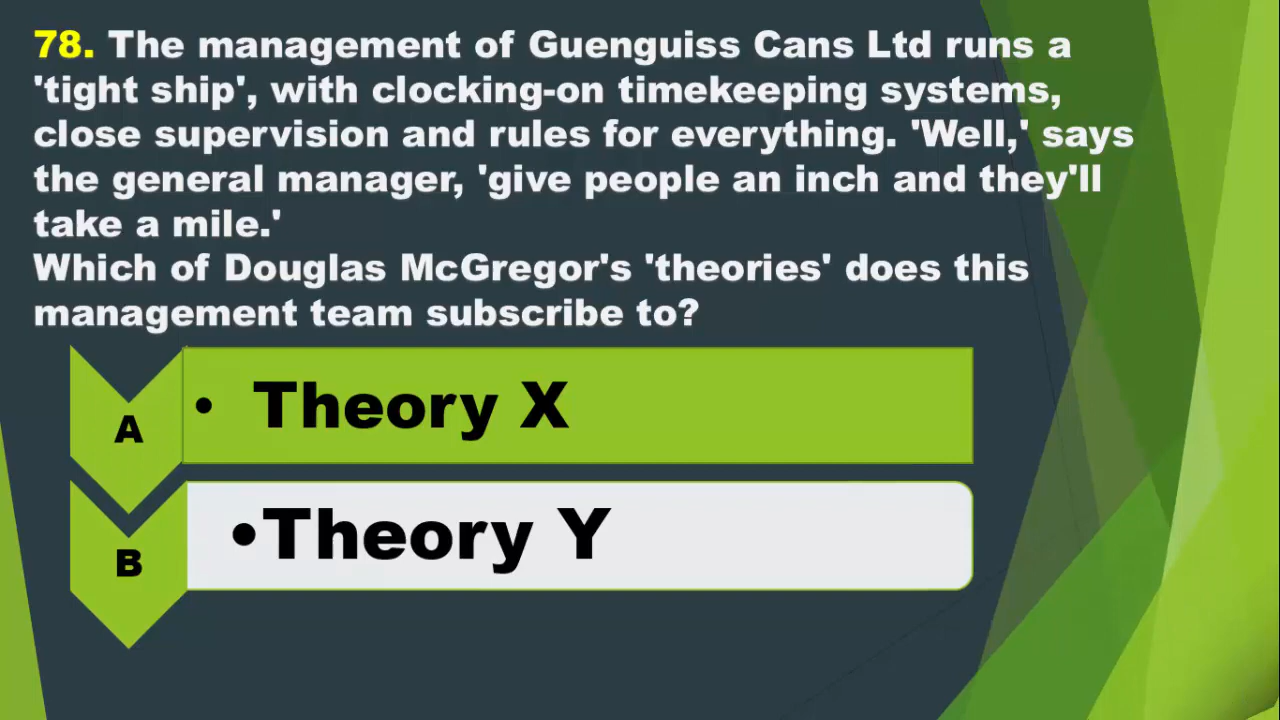 78. The management of Guenguiss Cans Ltd runs a
'tight ship', with clocking-on timekeeping systems,
close supervision and rules for everything. 'Well,' says
the general manager, 'give people an inch and they'll
take a mile.'
Which of Douglas McGregor's 'theories' does this
management team subscribe to?
A • Theory X
B •Theory Y